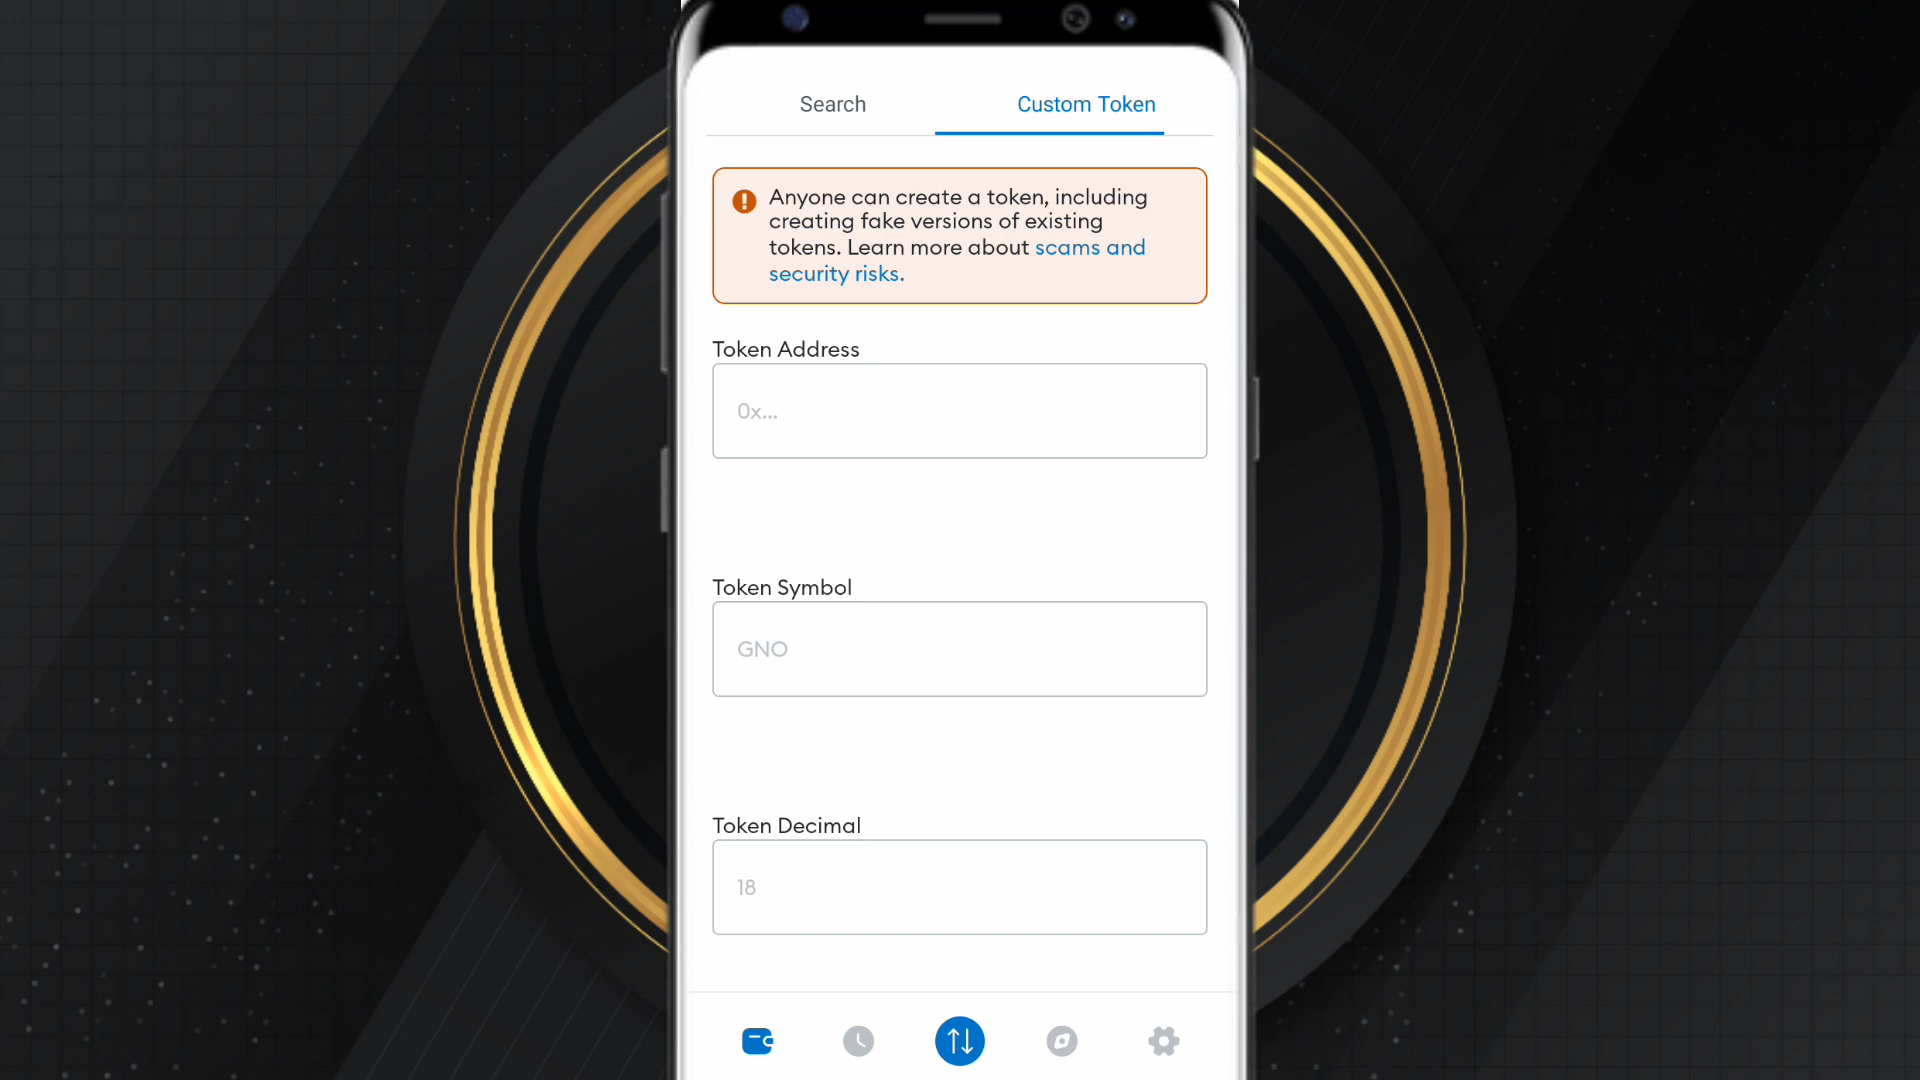 Search
Custom Token
Anyone can create a token, including
creating fake versions of existing
tokens. Learn more about scams and
security risks.
Token Address
0x...
Token Symbol
GNO
Token Decimal
18